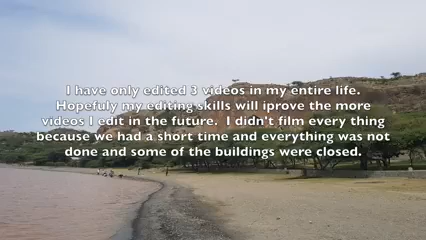 I have only edited 3 videos in my entire life.
Hopefuly my editing skills will iprove the more
videos I edit in the future.  I didn't film every thing
because we had a short time and everything was not
done and some of the buildings were closed.